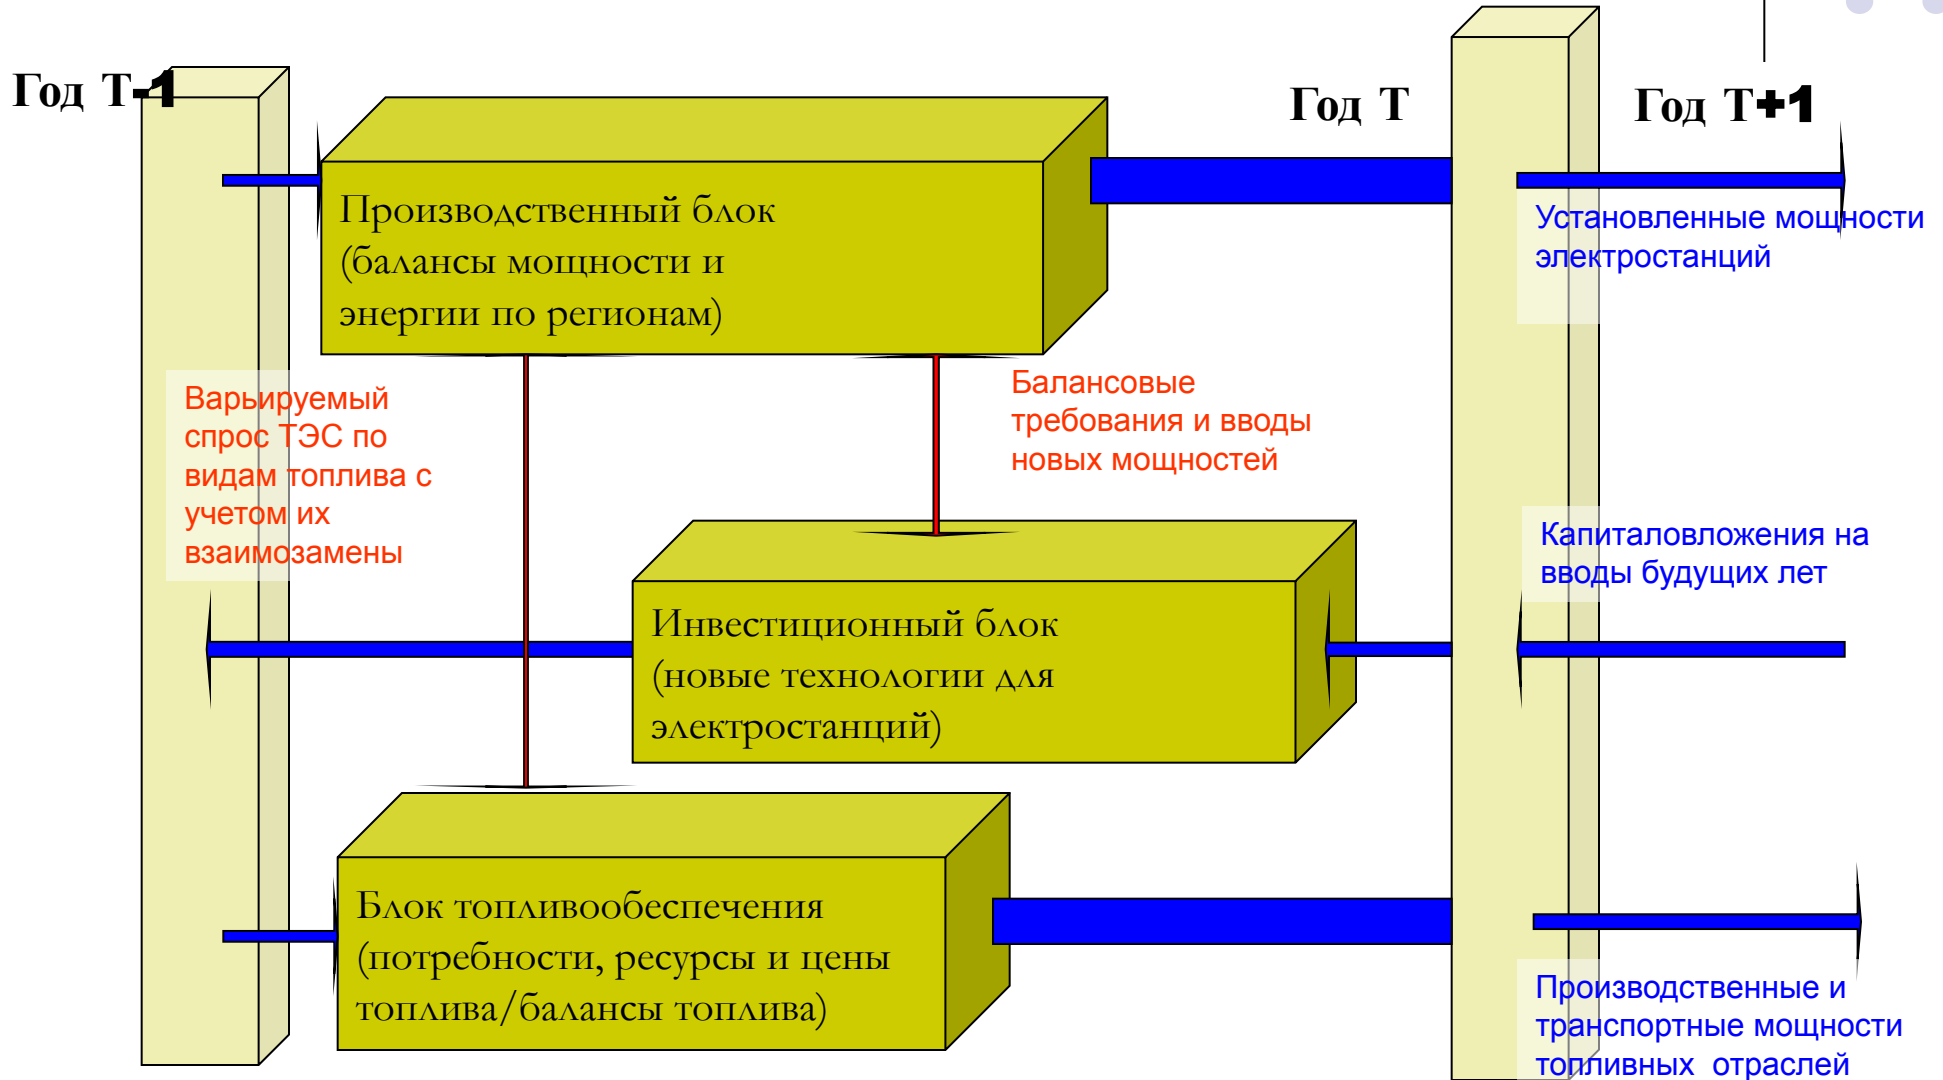 Год Т-1
Год Т
Год Т+1
Производственный блок
(балансы мощности и
энергии по регионам)
Установленные мощности
электростанций
Варьируемый
спрос ТЭС по
видам топлива с
учетом их
взаимозамены
Балансовые
требования и вводы
новых мощностей
Капиталовложения на
вводы будущих лет
Инвестиционный блок
(новые технологии для
электростанций)
Блок топливообеспечения
(потребности, ресурсы и цены
топлива/балансы топлива)
Производственные и
транспортные мощности
топливных  отраслей